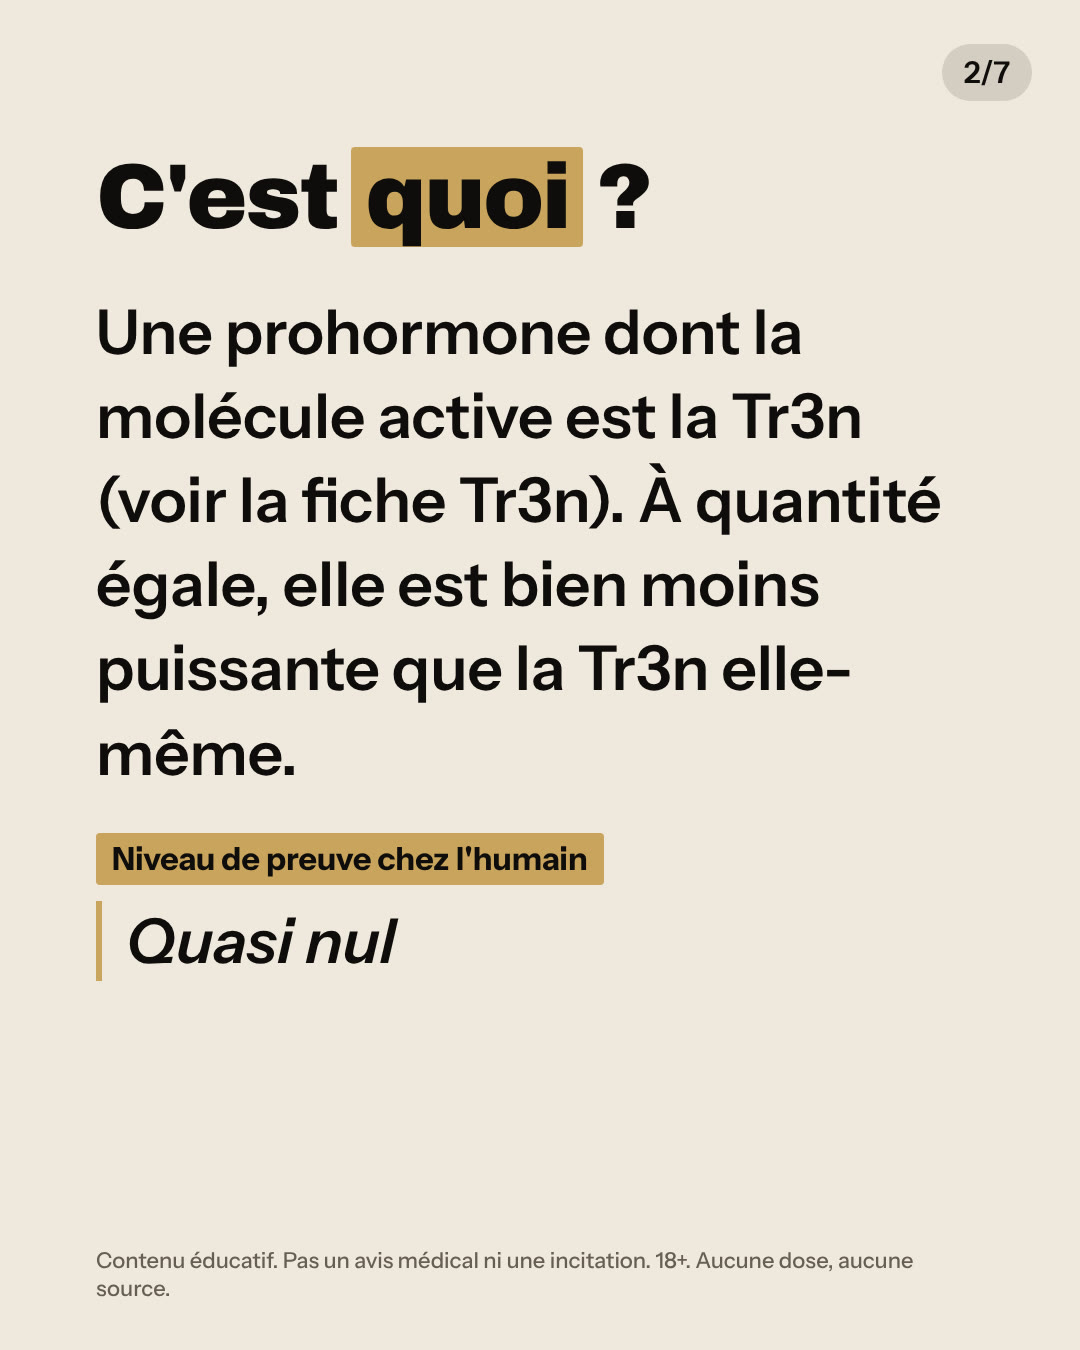 2/7
C'est quoi ?
Une prohormone dont la
molécule active est la Tr3n
(voir la fiche Tr3n). À quantité
égale, elle est bien moins
puissante que la Tr3n elle-
même.
Niveau de preuve chez l'humain
Quasi nul
Contenu éducatif. Pas un avis médical ni une incitation. 18+. Aucune dose, aucune
source.